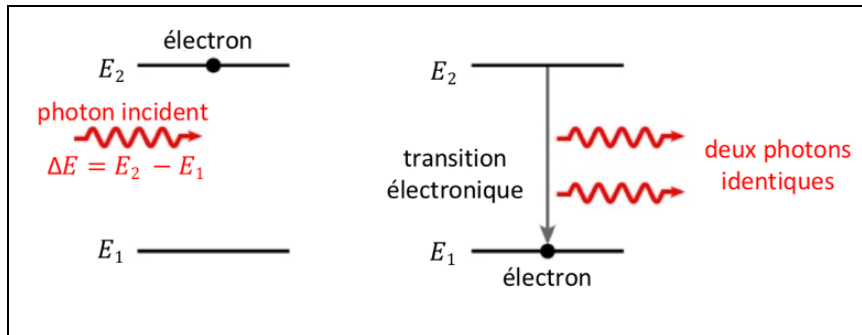 électron
E₂
photon incident
ΔE = E₂ − E₁
E₁
E₂
transition
électronique
deux photons
identiques
E₁
électron